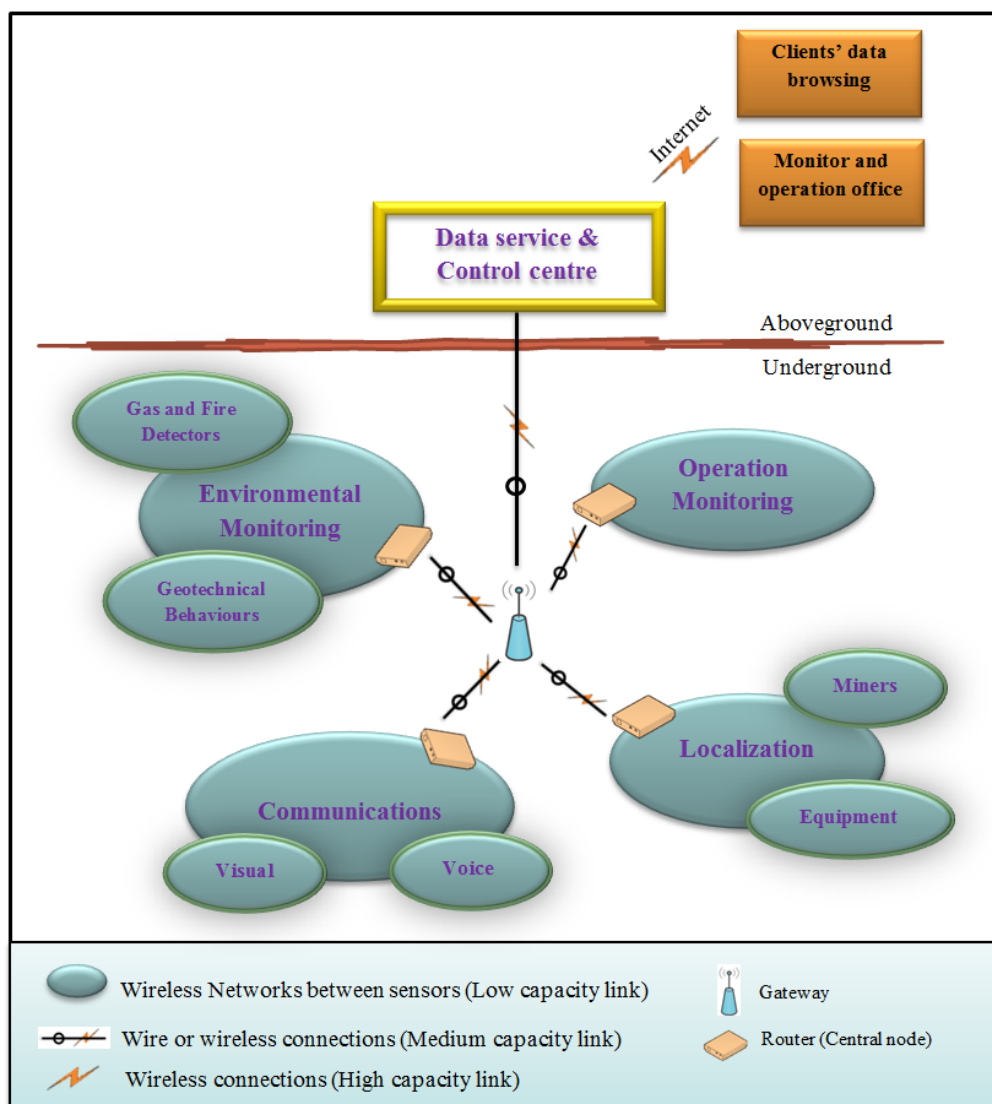 Clients' data
browsing
Internet
Monitor and
operation office
Data service &
Control centre
Aboveground
Underground
Gas and Fire
Detectors
Environmental
Monitoring
Geotechnical
Behaviours
Operation
Monitoring
Miners
Localization
Equipment
Communications
Visual
Voice
Wireless Networks between sensors (Low capacity link)
Gateway
Wire or wireless connections (Medium capacity link)
Router (Central node)
Wireless connections (High capacity link)